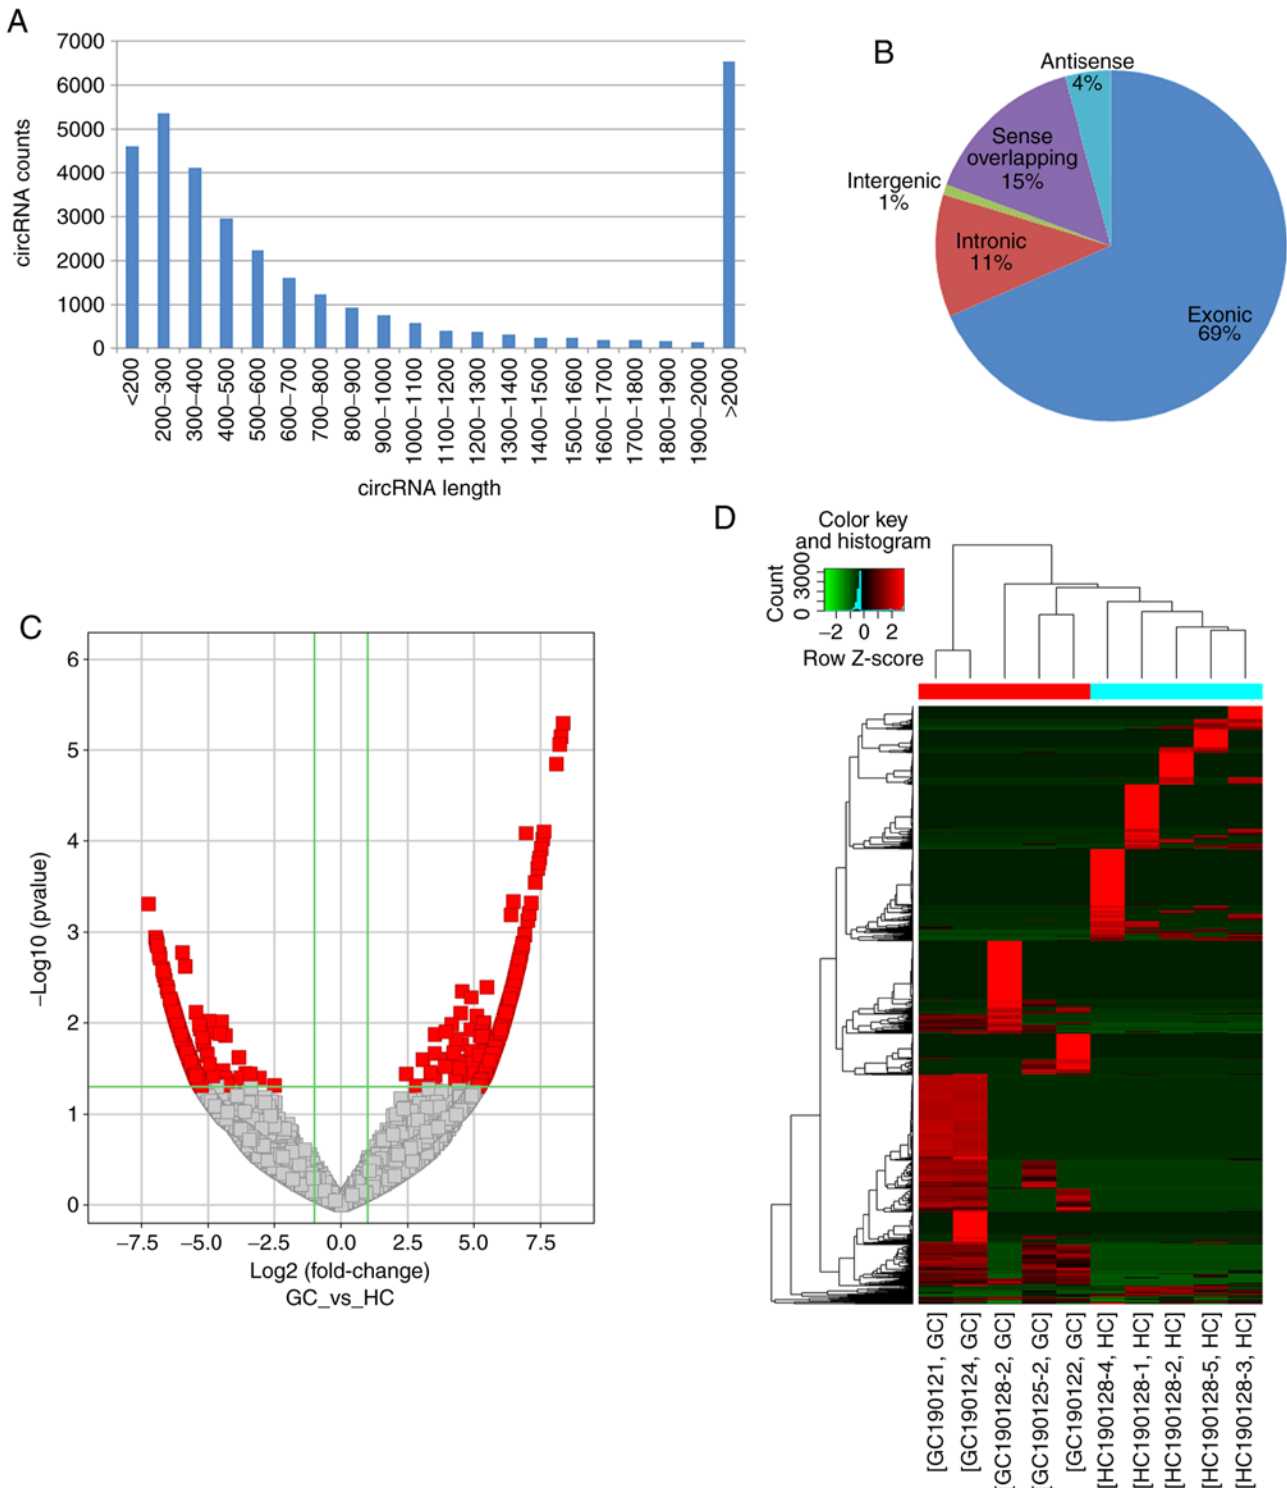 A
7000
6000
5000
4000
3000
2000
1000
0
circRNA counts
<200
200–300
300–400
400–500
500–600
600–700
700–800
800–900
900–1000
1000–1100
1100–1200
1200–1300
1300–1400
1400–1500
1500–1600
1600–1700
1700–1800
1800–1900
1900–2000
>2000
circRNA length
B
Antisense
4%
Sense
overlapping
15%
Intergenic
1%
Intronic
11%
Exonic
69%
C
6
5
4
3
2
1
0
–Log10 (pvalue)
–7.5
–5.0
–2.5
0.0
2.5
5.0
7.5
Log2 (fold-change)
GC_vs_HC
D
Color key
and histogram
Count
0 3000
–2 0 2
Row Z-score
[GC190121, GC]
[GC190124, GC]
[GC190128-2, GC]
[GC190125-2, GC]
[GC190122, GC]
[HC190128-4, HC]
[HC190128-1, HC]
[HC190128-2, HC]
[HC190128-5, HC]
[HC190128-3, HC]